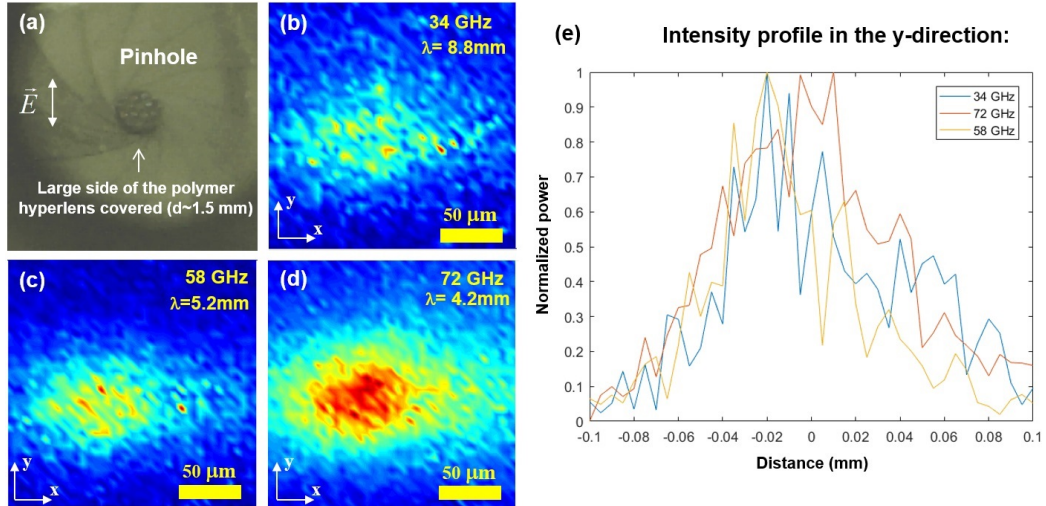 (a)
Pinhole
E
Large side of the polymer
hyperlens covered (d~1.5 mm)
(b)
34 GHz
λ= 8.8mm
y
x
50 μm
(c)
58 GHz
λ=5.2mm
y
x
50 μm
(d)
72 GHz
λ= 4.2mm
y
x
50 μm
(e)
Intensity profile in the y-direction:
Normalized power
1
0.9
0.8
0.7
0.6
0.5
0.4
0.3
0.2
0.1
0
-0.1 -0.08 -0.06 -0.04 -0.02 0 0.02 0.04 0.06 0.08 0.1
Distance (mm)
34 GHz
72 GHz
58 GHz